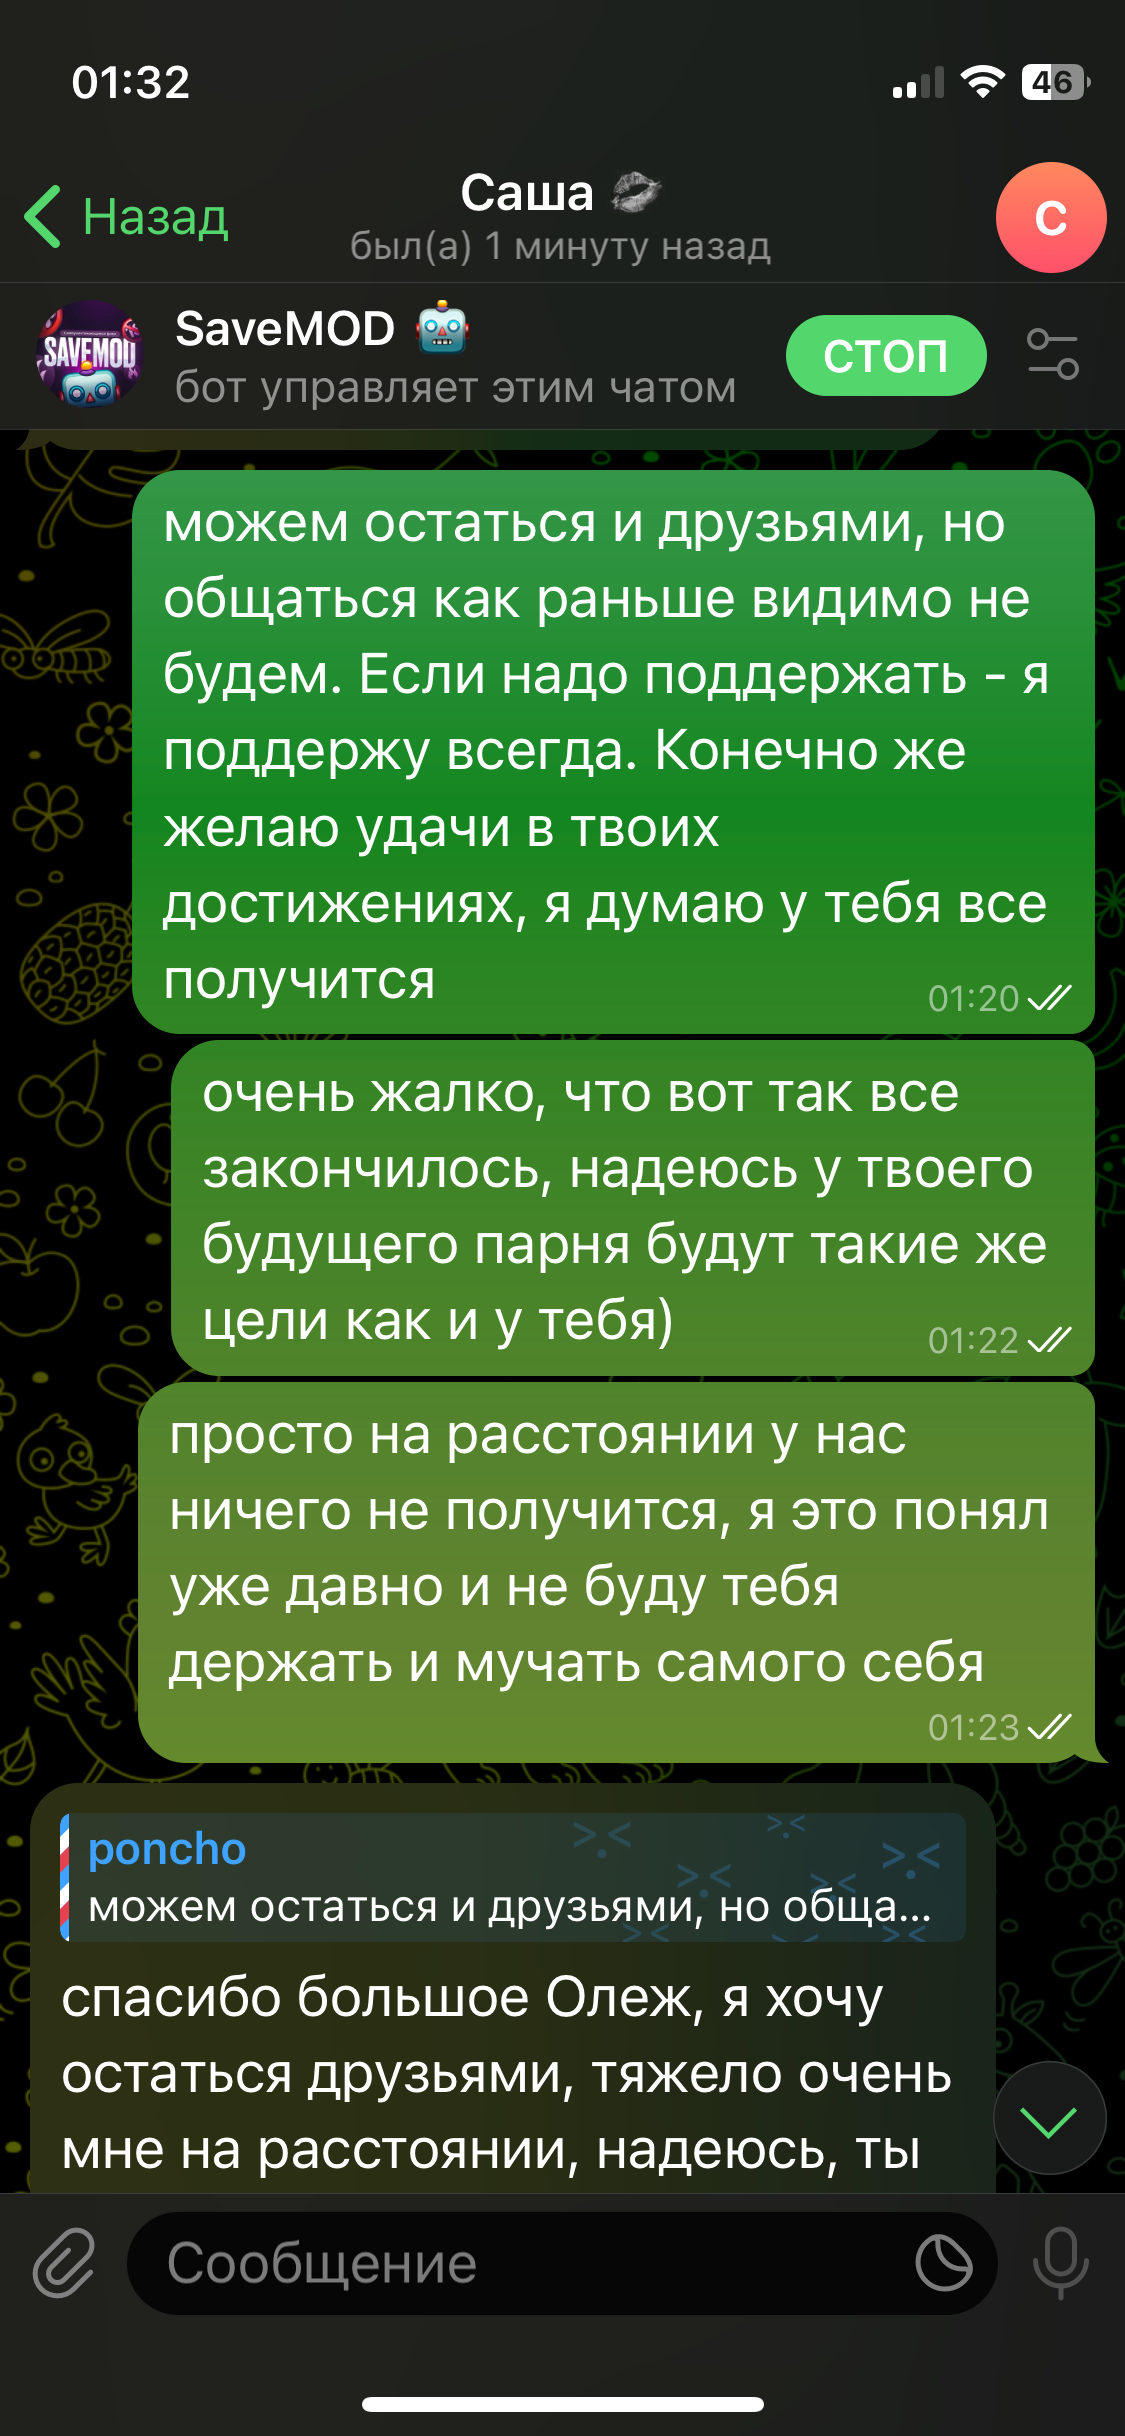 01:32
46
Назад
Саша 💋
был(а) 1 минуту назад
С
SAVEMOD
SaveMOD 🤖
бот управляет этим чатом
СТОП
можем остаться и друзьями, но
общаться как раньше видимо не
будем. Если надо поддержать - я
поддержу всегда. Конечно же
желаю удачи в твоих
достижениях, я думаю у тебя все
получится
01:20
очень жалко, что вот так все
закончилось, надеюсь у твоего
будущего парня будут такие же
цели как и у тебя)
01:22
просто на расстоянии у нас
ничего не получится, я это понял
уже давно и не буду тебя
держать и мучать самого себя
01:23
poncho
можем остаться и друзьями, но обща...
спасибо большое Олеж, я хочу
остаться друзьями, тяжело очень
мне на расстоянии, надеюсь, ты
Сообщение